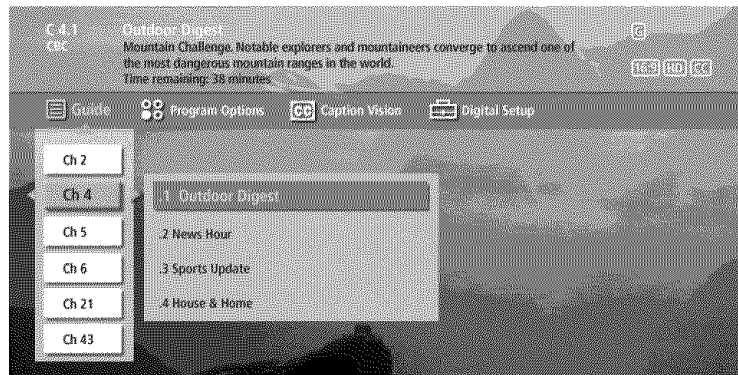 C 4.1 Outdoor Digest G
CBC Mountain Challenge. Notable explorers and mountaineers converge to ascend one of
the most dangerous mountain ranges in the world. 16:9 HD CC
Time remaining: 38 minutes
Guide Program Options CC Caption Vision Digital Setup
Ch 2
Ch 4 .1 Outdoor Digest
Ch 5 .2 News Hour
Ch 6 .3 Sports Update
Ch 21 .4 House & Home
Ch 43